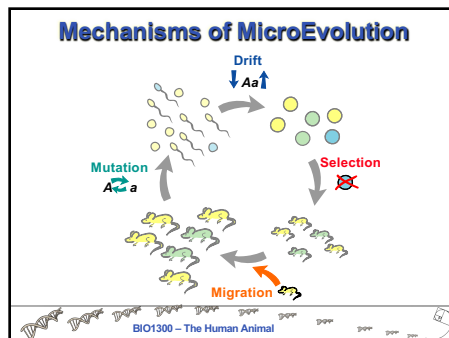 Mechanisms of MicroEvolution
Drift
Aa
Selection
Mutation
A a
Migration
BIO1300 – The Human Animal